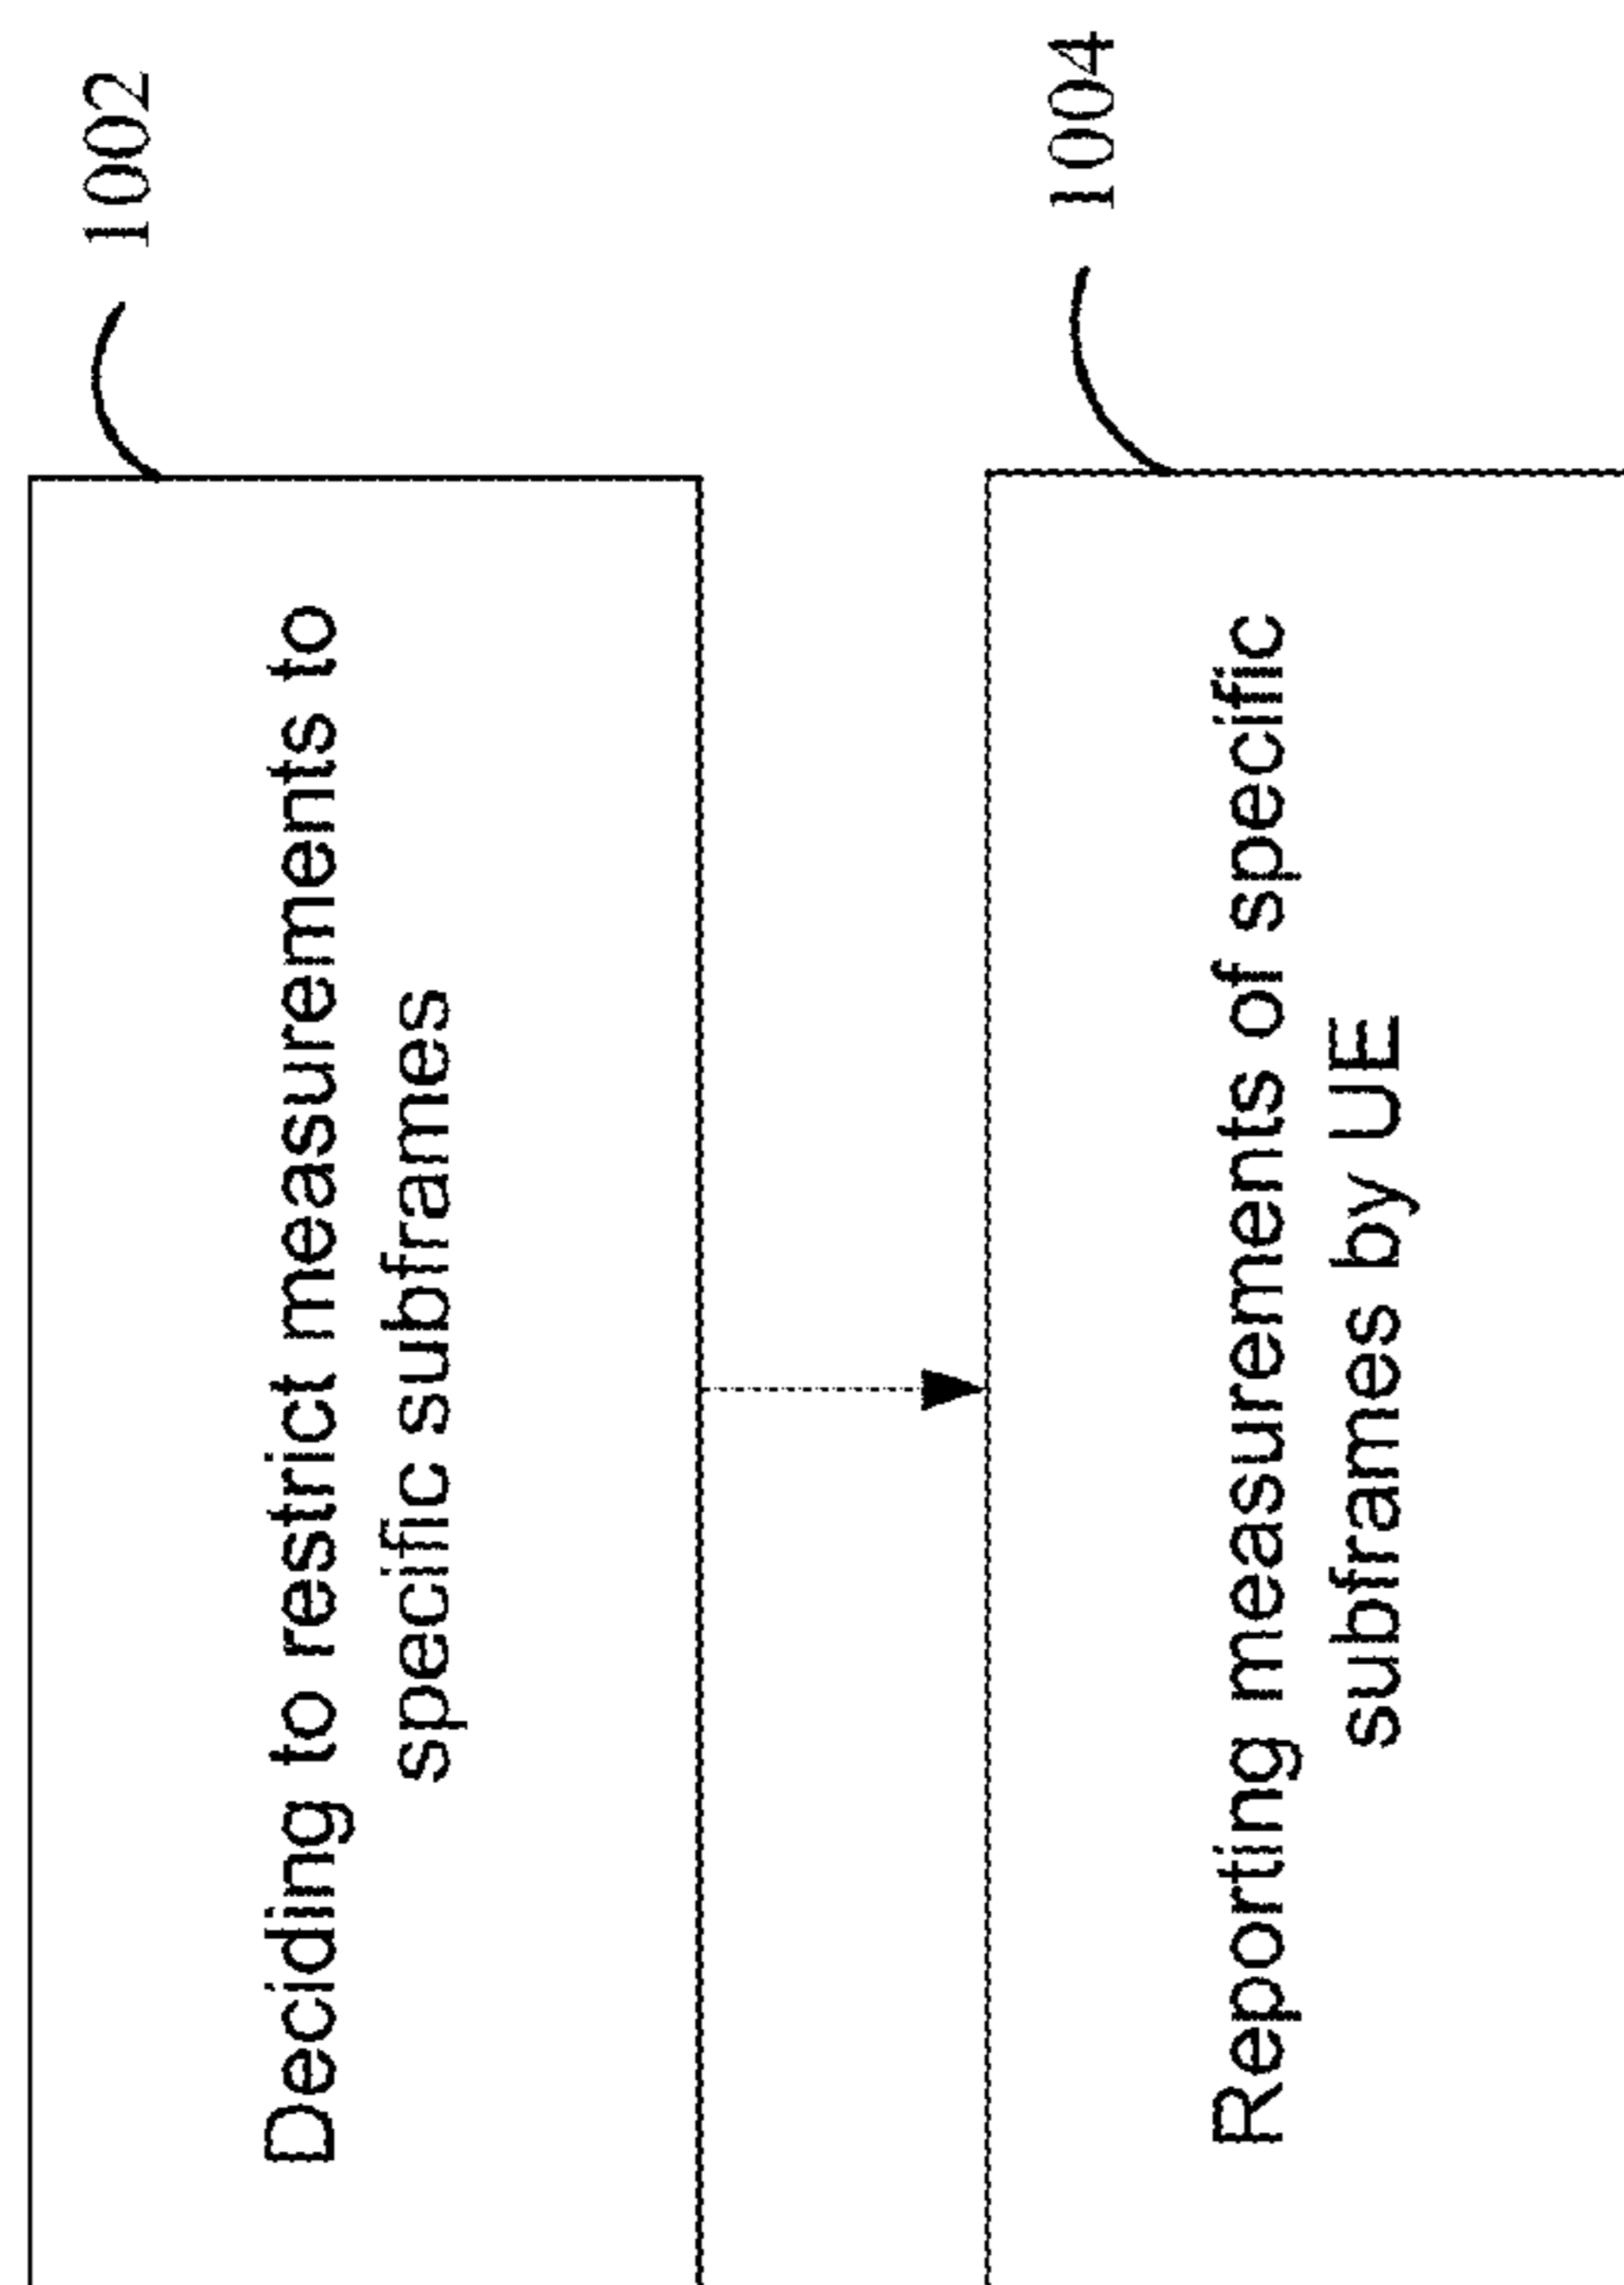 1002
Deciding to restrict measurements to
specific subframes
1004
Reporting measurements of specific
subframes by UE